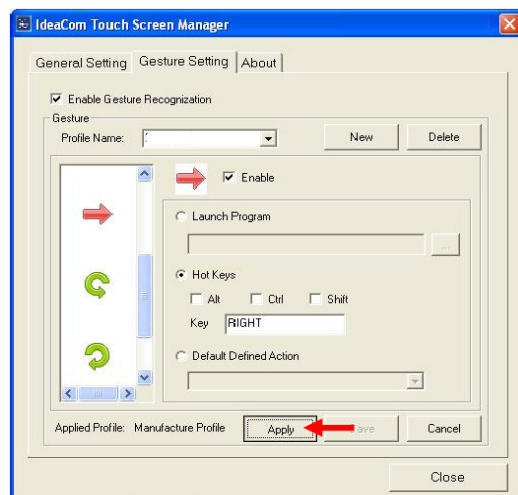 IdeaCom Touch Screen Manager
General Setting Gesture Setting About
Enable Gesture Recognization
Gesture
Profile Name: New Delete
Enable
Launch Program
...
Hot Keys
Alt Ctrl Shift
Key RIGHT
Default Defined Action
Applied Profile: Manufacture Profile Apply Cancel
Close